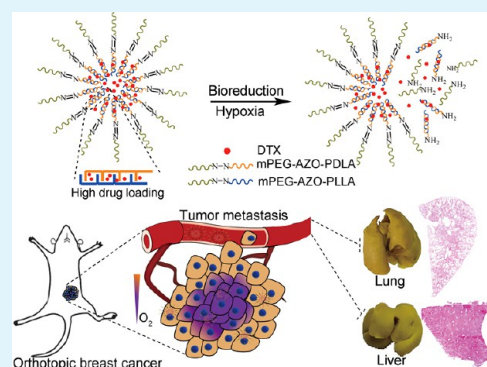 N=N
Bioreduction
Hypoxia
NH2
DTX
mPEG-AZO-PDLA
mPEG-AZO-PLLA
High drug loading
Tumor metastasis
O2
Lung
Liver
Orthotopic breast cancer